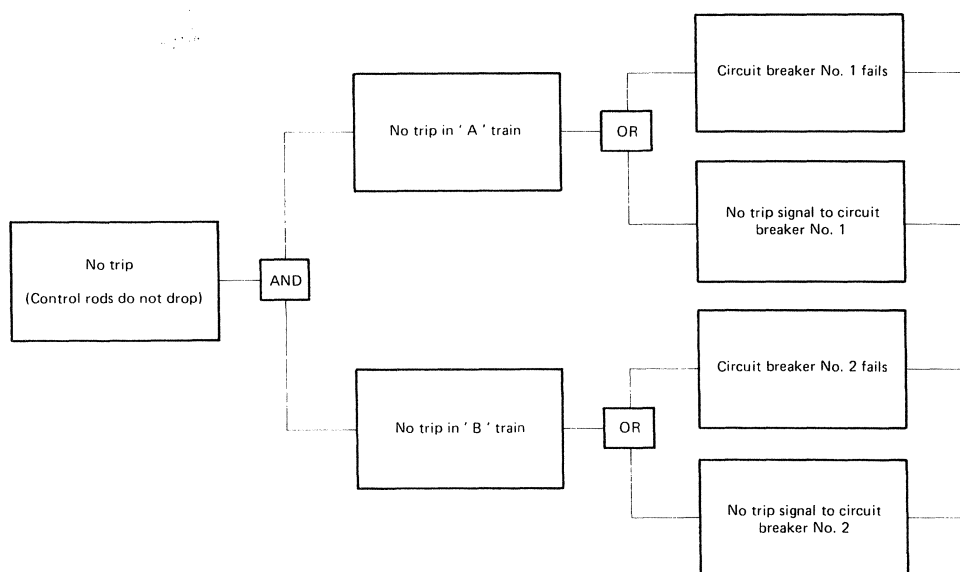 Circuit breaker No. 1 fails
No trip in ' A ' train
OR
No trip signal to circuit
breaker No. 1
No trip
(Control rods do not drop)
AND
Circuit breaker No. 2 fails
No trip in ' B ' train
OR
No trip signal to circuit
breaker No. 2